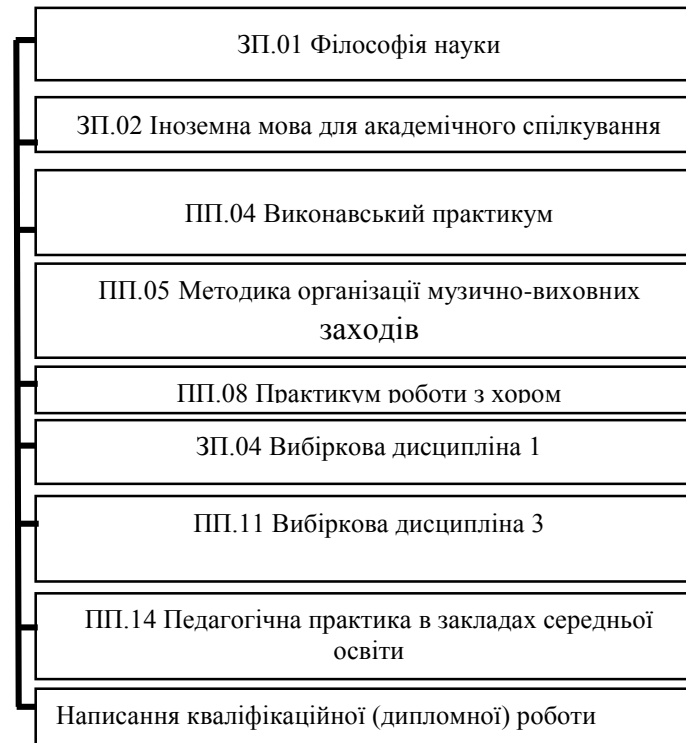 ЗП.01 Філософія науки
ЗП.02 Іноземна мова для академічного спілкування
ПП.04 Виконавський практикум
ПП.05 Методика організації музично-виховних
заходів
ПП.08 Практикум роботи з хором
ЗП.04 Вибіркова дисципліна 1
ПП.11 Вибіркова дисципліна 3
ПП.14 Педагогічна практика в закладах середньої
освіти
Написання кваліфікаційної (дипломної) роботи